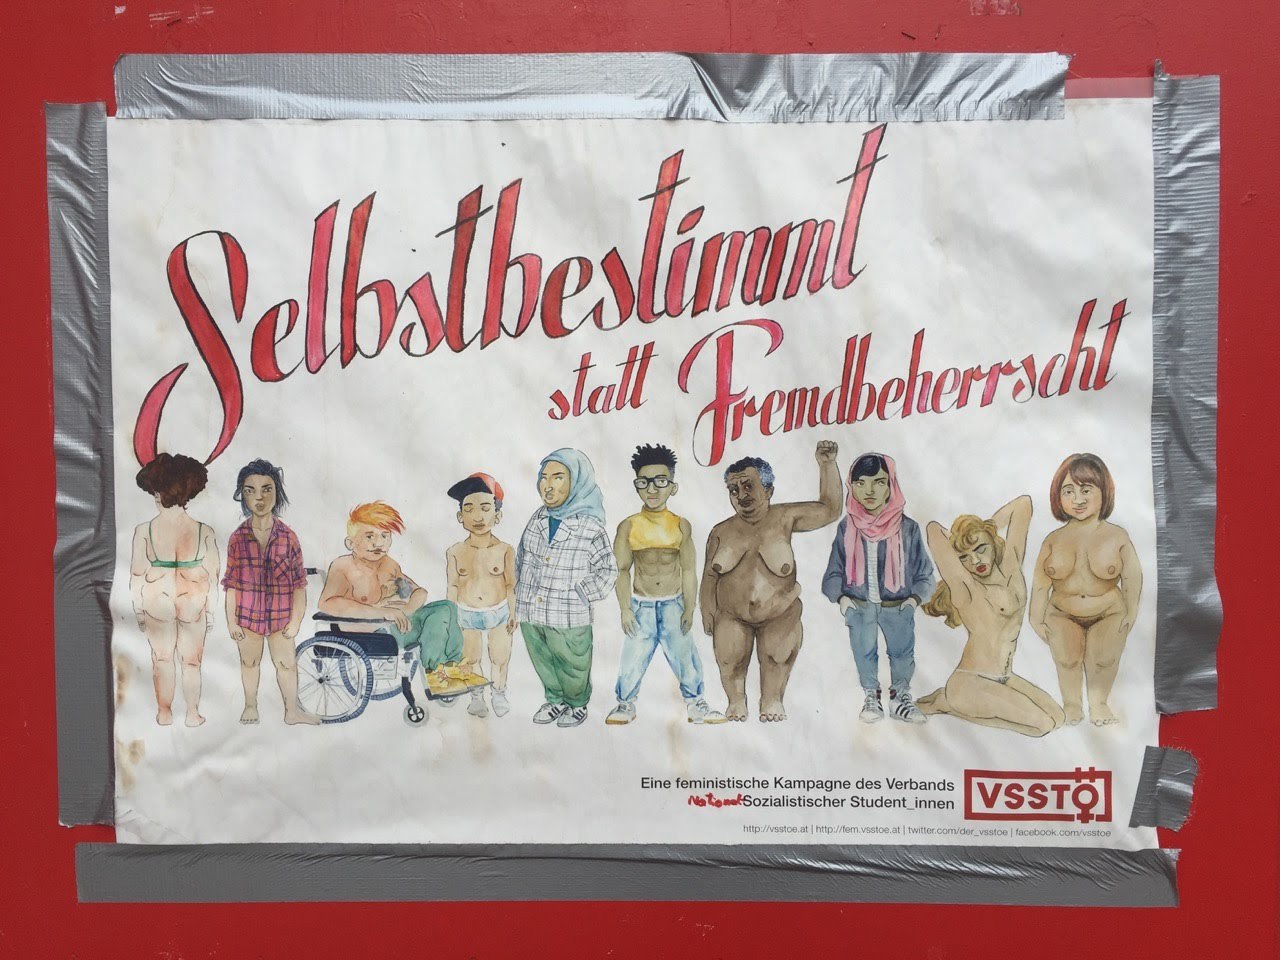 Selbstbestimmt
statt Fremdbeherrscht
Eine feministische Kampagne des Verbands
National-Sozialistischer Student_innen
VSSTÖ
http://vsstoe.at | http://fem.vsstoe.at | twitter.com/der_vsstoe | facebook.com/vsstoe